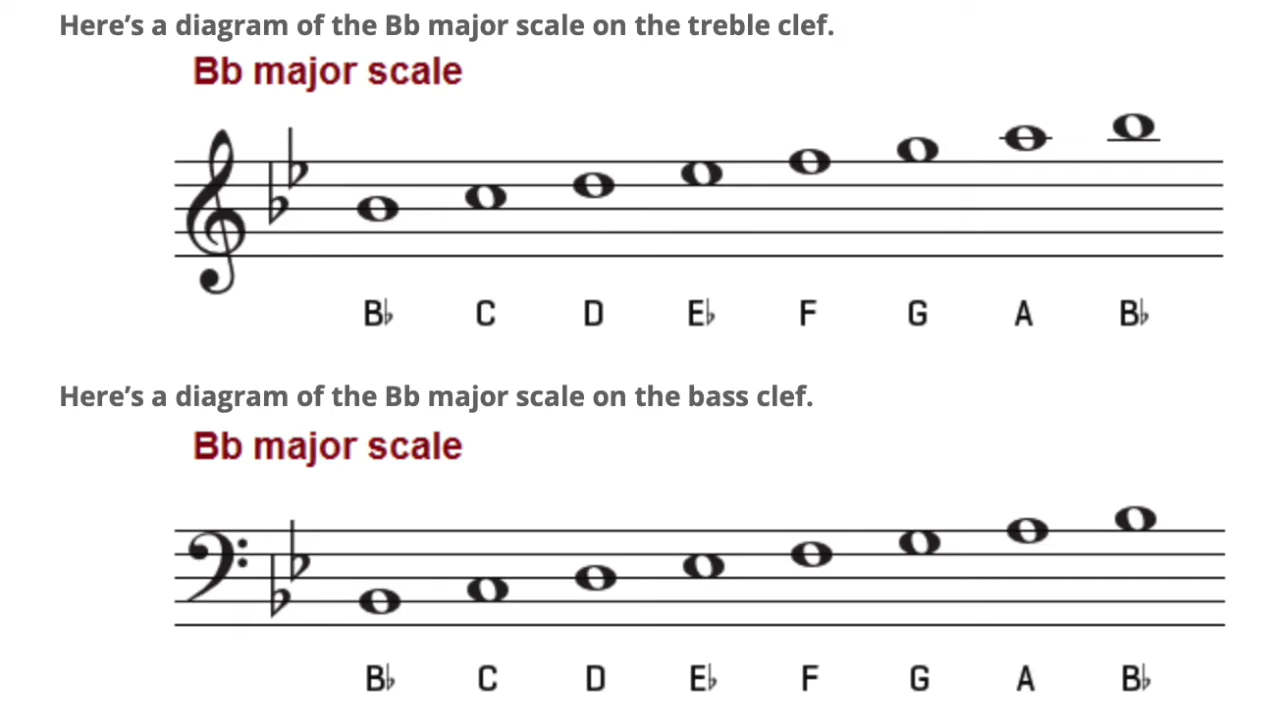 Here’s a diagram of the Bb major scale on the treble clef.
Bb major scale
B♭ C D E♭ F G A B♭
Here’s a diagram of the Bb major scale on the bass clef.
Bb major scale
B♭ C D E♭ F G A B♭